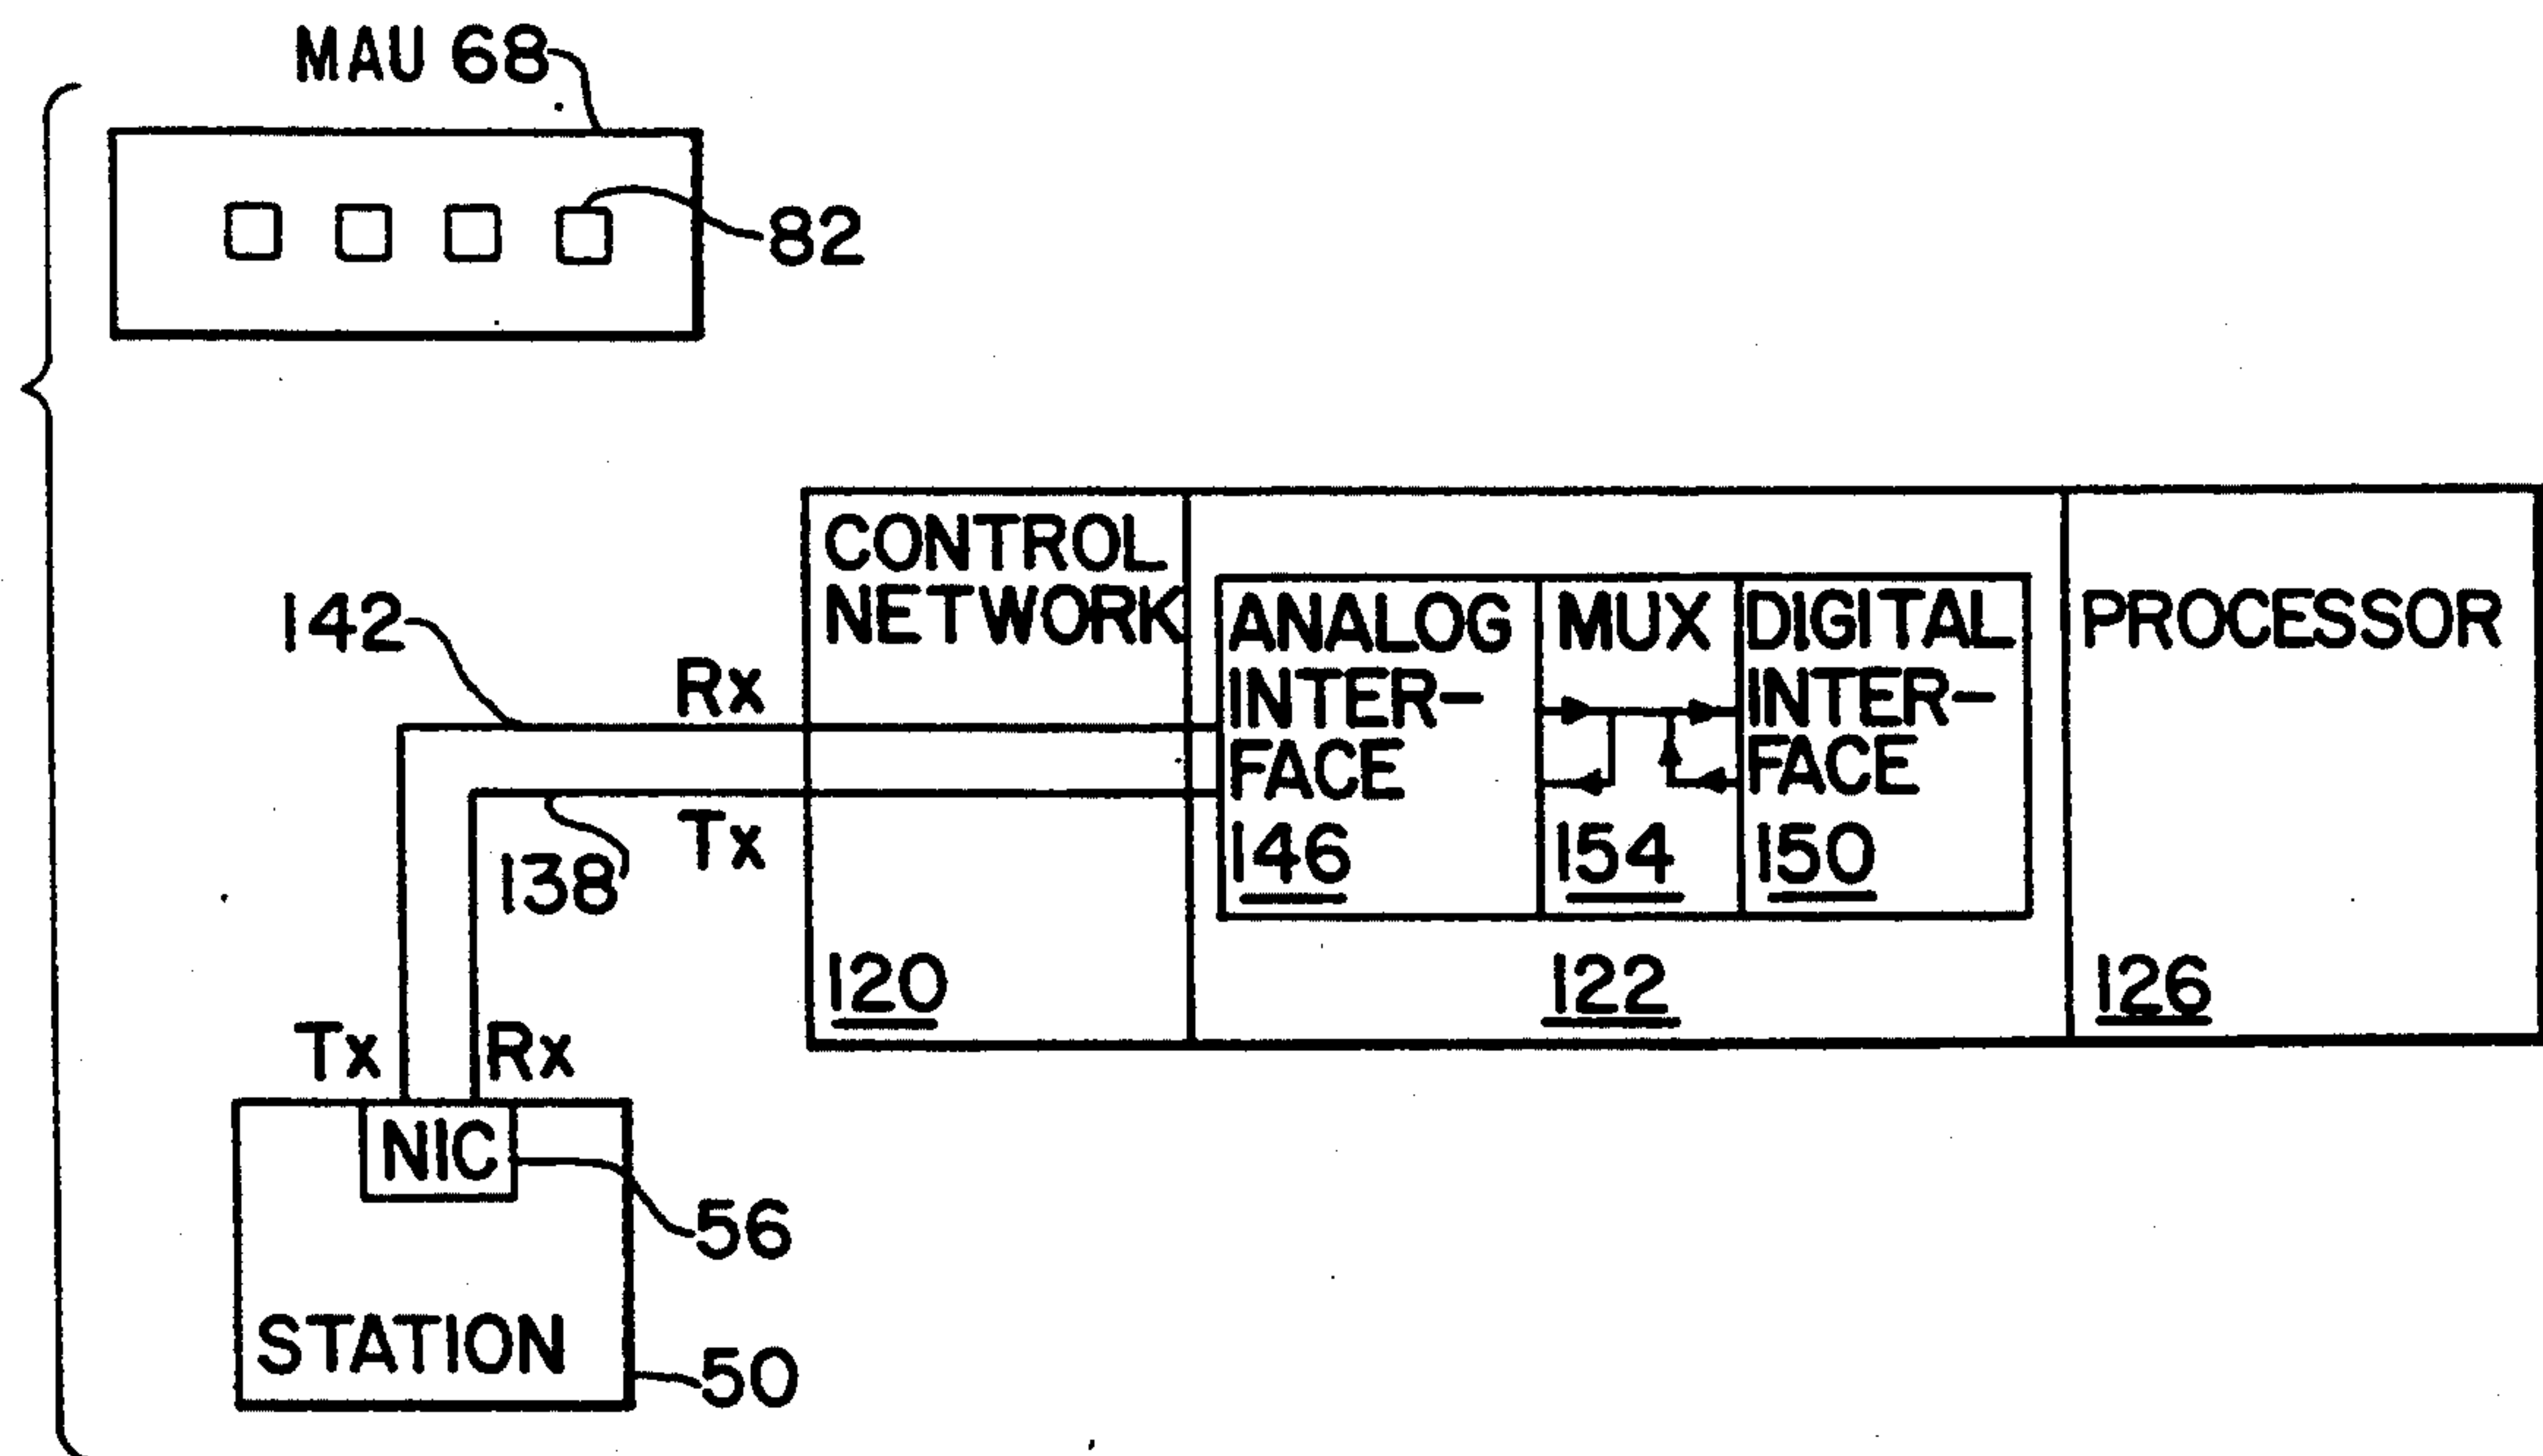 MAU 68
82
CONTROL
NETWORK
ANALOG
INTER-
FACE
146
MUX
154
DIGITAL
INTER-
FACE
150
PROCESSOR
142
Rx
138
Tx
120
122
126
Tx
Rx
NIC
56
STATION
50